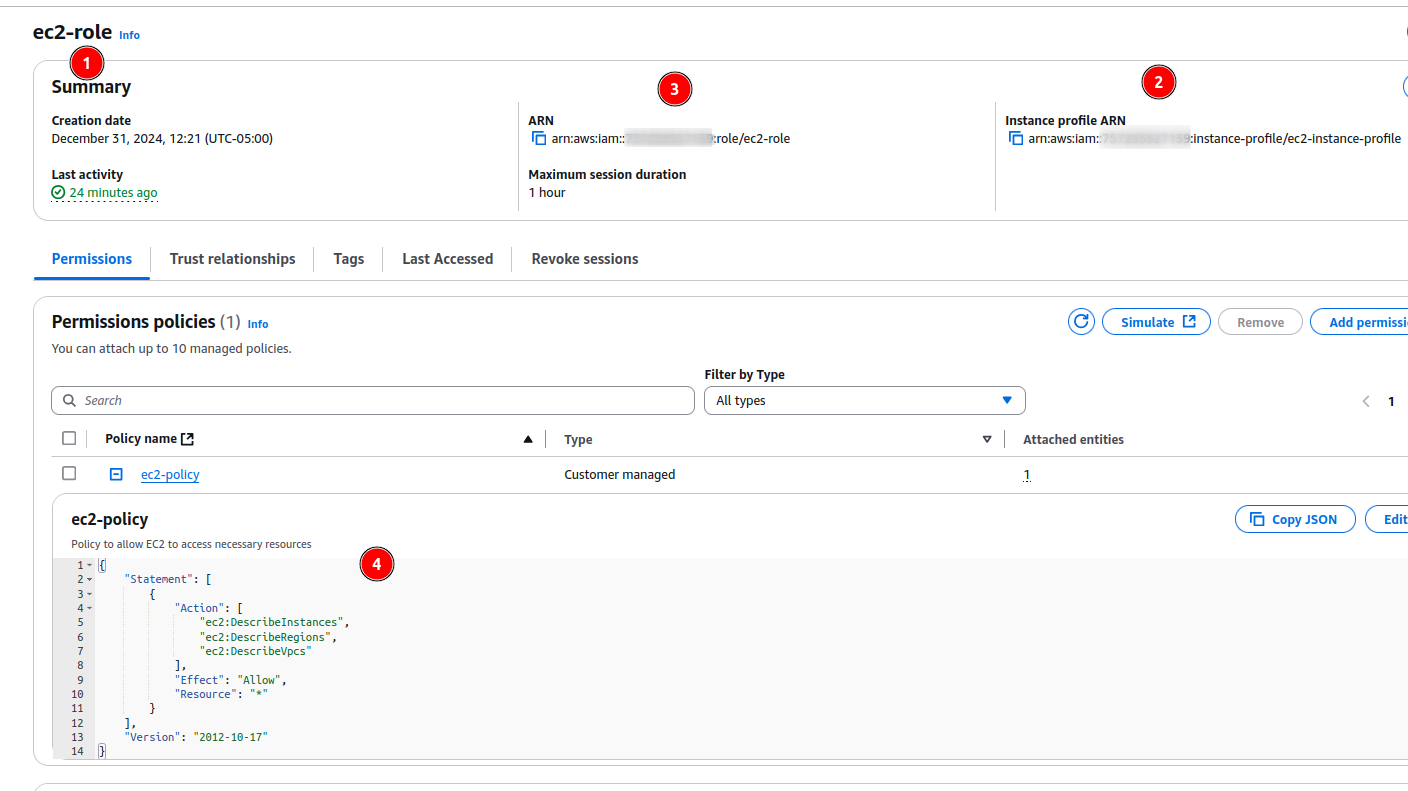 ec2-role Info
1
Summary
3
2
Creation date
December 31, 2024, 12:21 (UTC-05:00)
ARN
arn:aws:iam:: :role/ec2-role
Instance profile ARN
arn:aws:iam:: :instance-profile/ec2-instance-profile
Last activity
24 minutes ago
Maximum session duration
1 hour
Permissions
Trust relationships
Tags
Last Accessed
Revoke sessions
Permissions policies (1) Info
You can attach up to 10 managed policies.
Simulate
Remove
Add permissi
Search
Filter by Type
All types
1
Policy name
Type
Attached entities
ec2-policy
Customer managed
1
ec2-policy
Policy to allow EC2 to access necessary resources
Copy JSON
Edit
4
1 {
2 "Statement": [
3 {
4 "Action": [
5 "ec2:DescribeInstances",
6 "ec2:DescribeRegions",
7 "ec2:DescribeVpcs"
8 ],
9 "Effect": "Allow",
10 "Resource": "*"
11 }
12 ],
13 "Version": "2012-10-17"
14 }